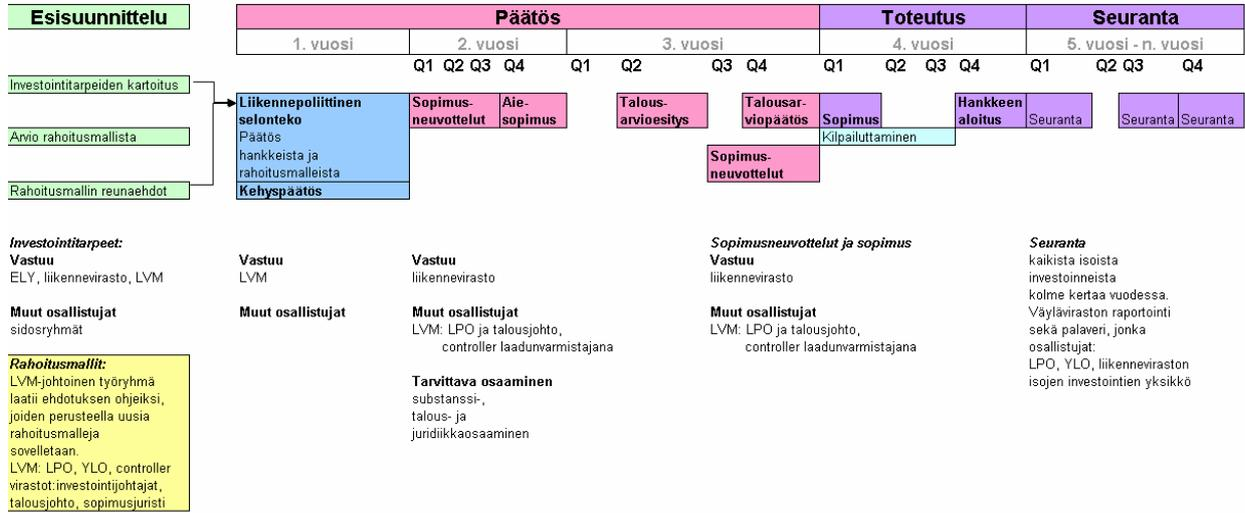 Esisuunnittelu
Päätös
Toteutus
Seuranta
1. vuosi
2. vuosi
3. vuosi
4. vuosi
5. vuosi - n. vuosi
Q1 Q2 Q3 Q4 Q1 Q2 Q3 Q4 Q1 Q2 Q3 Q4 Q1 Q2 Q3 Q4
Investointitarpeiden kartoitus
Arvio rahoitusmallista
Rahoitusmallin reunaehdot
Liikennepoliittinen
selonteko
Päätös
hankkeista ja
rahoitusmalleista
Kehyspäätös
Sopimus-
neuvottelut
Aie-
sopimus
Talous-
arvioesitys
Talousar-
viopäätös
Sopimus-
neuvottelut
Sopimus
Kilpailuttaminen
Hankkeen
aloitus
Seuranta
Seuranta
Seuranta
Investointitarpeet:
Vastuu
ELY, liikennevirasto, LVM
Muut osallistujat
sidosryhmät
Rahoitusmallit:
LVM-johtoinen työryhmä
laatii ehdotuksen ohjeiksi,
joiden perusteella uusia
rahoitusmalleja
sovelletaan.
LVM: LPO, YLO, controller
virastot:investointijohtajat,
talousjohto, sopimusjuristi
Vastuu
LVM
Muut osallistujat
Vastuu
liikennevirasto
Muut osallistujat
LVM: LPO ja talousjohto,
controller laadunvarmistajana
Tarvittava osaaminen
substanssi-,
talous- ja
juridiikkaosaaminen
Sopimusneuvottelut ja sopimus
Vastuu
liikennevirasto
Muut osallistujat
LVM: LPO ja talousjohto,
controller laadunvarmistajana
Seuranta
kaikista isoista
investoinneista
kolme kertaa vuodessa.
Väyläviraston raportointi
sekä palaveri, jonka
osallistujat:
LPO, YLO, liikenneviraston
isojen investointien yksikkö